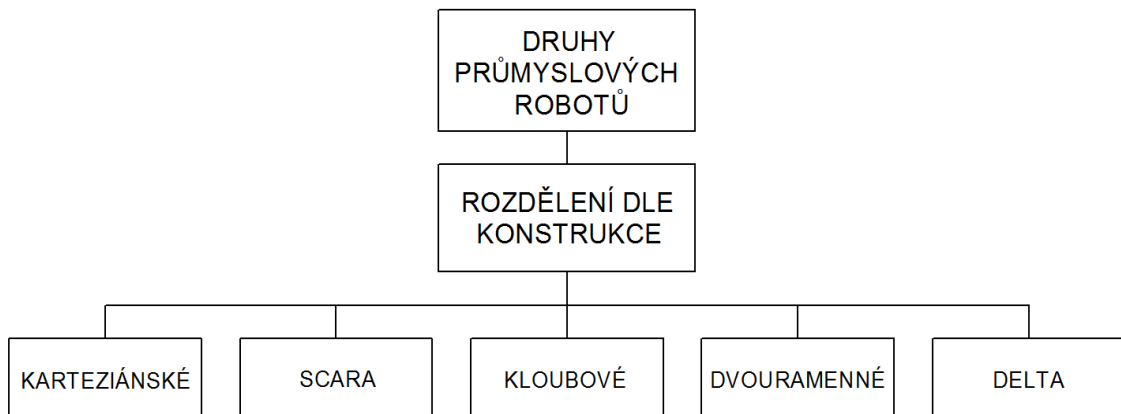 DRUHY
PRŮMYSLOVÝCH
ROBOTŮ
ROZDĚLENÍ DLE
KONSTRUKCE
KARTEZIÁNSKÉ
SCARA
KLOUBOVÉ
DVOURAMENNÉ
DELTA